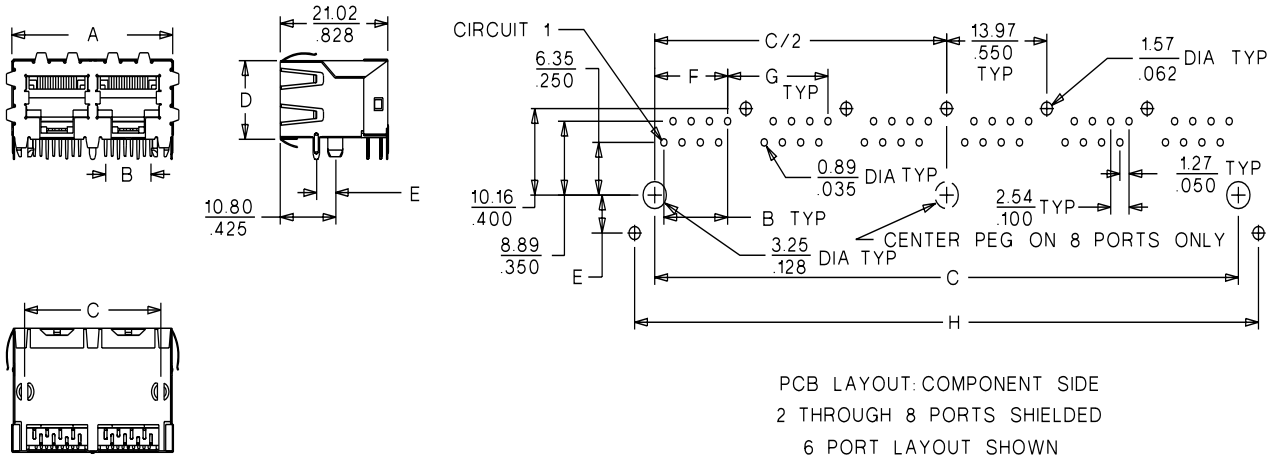 A
D
B
C
21.02
.828
E
10.80
.425
CIRCUIT 1
6.35
.250
C/2
13.97
.550
TYP
1.57
.062
DIA TYP
F
G
TYP
0.89
.035
DIA TYP
1.27
.050
TYP
10.16
.400
8.89
.350
B TYP
2.54
.100
TYP
CENTER PEG ON 8 PORTS ONLY
3.25
.128
DIA TYP
E
C
H
PCB LAYOUT: COMPONENT SIDE
2 THROUGH 8 PORTS SHIELDED
6 PORT LAYOUT SHOWN